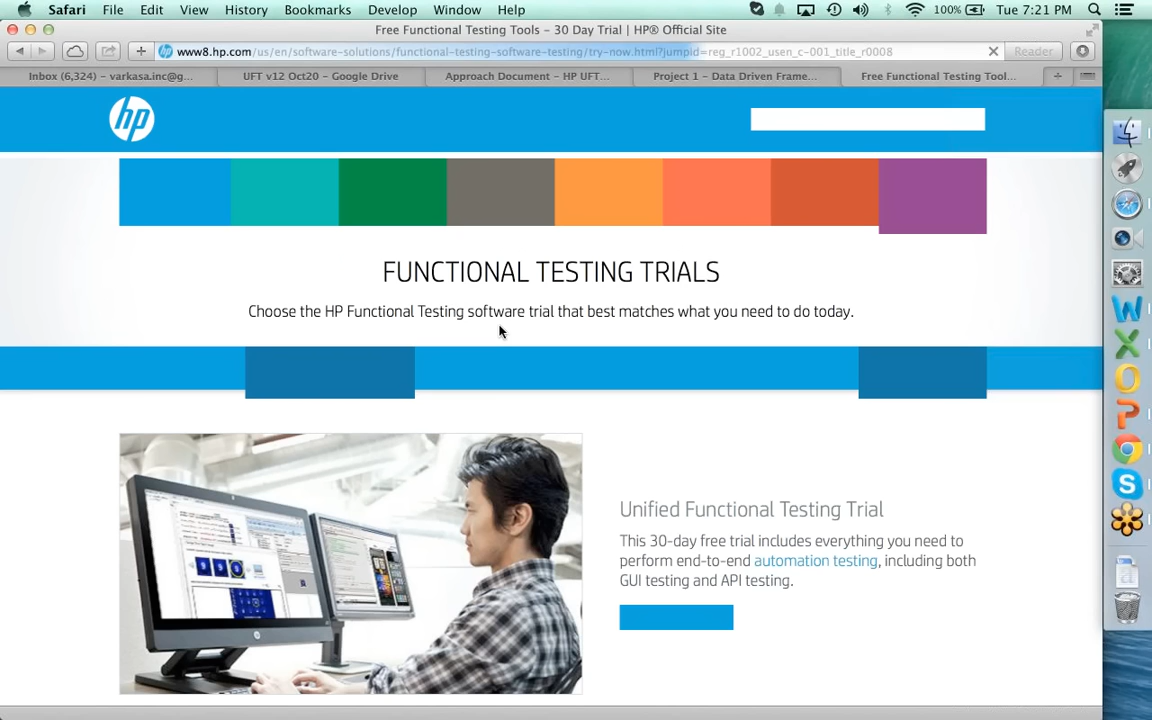 Safari File Edit View History Bookmarks Develop Window Help 100% Tue 7:21 PM
Free Functional Testing Tools – 30 Day Trial | HP® Official Site
www8.hp.com/us/en/software-solutions/functional-testing-software-testing/try-now.html?jumpid=reg_r1002_usen_c-001_title_r0008 Reader
Inbox (6,324) – varkasa.inc@g... UFT v12 Oct20 – Google Drive Approach Document – HP UFT... Project 1 – Data Driven Frame... Free Functional Testing Tool...
hp
FUNCTIONAL TESTING TRIALS
Choose the HP Functional Testing software trial that best matches what you need to do today.
Unified Functional Testing Trial
This 30-day free trial includes everything you need to
perform end-to-end automation testing, including both
GUI testing and API testing.